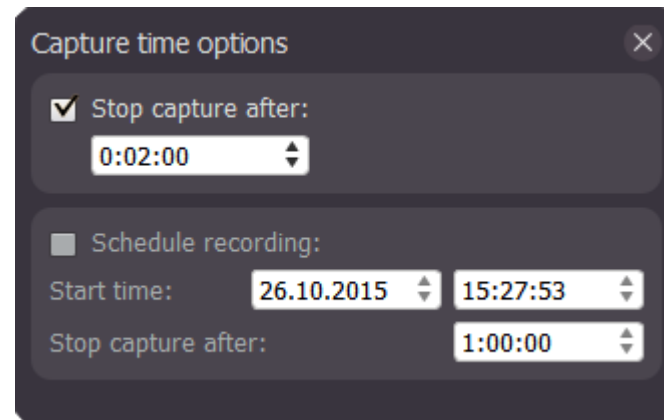 Capture time options
Stop capture after:
0:02:00
Schedule recording:
Start time: 26.10.2015 15:27:53
Stop capture after: 1:00:00